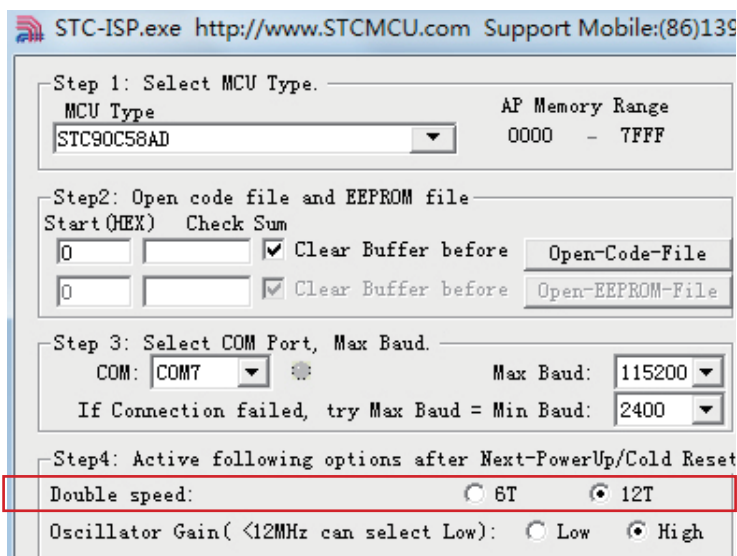 STC-ISP.exe http://www.STCMCU.com Support Mobile:(86)139
Step 1: Select MCU Type.
MCU Type AP Memory Range
STC90C58AD 0000 - 7FFF
Step2: Open code file and EEPROM file
Start(HEX) Check Sum
0 Clear Buffer before Open-Code-File
0 Clear Buffer before Open-EEPROM-File
Step 3: Select COM Port, Max Baud.
COM: COM7 Max Baud: 115200
If Connection failed, try Max Baud = Min Baud: 2400
Step4: Active following options after Next-PowerUp/Cold Reset
Double speed: 6T 12T
Oscillator Gain( <12MHz can select Low): Low High